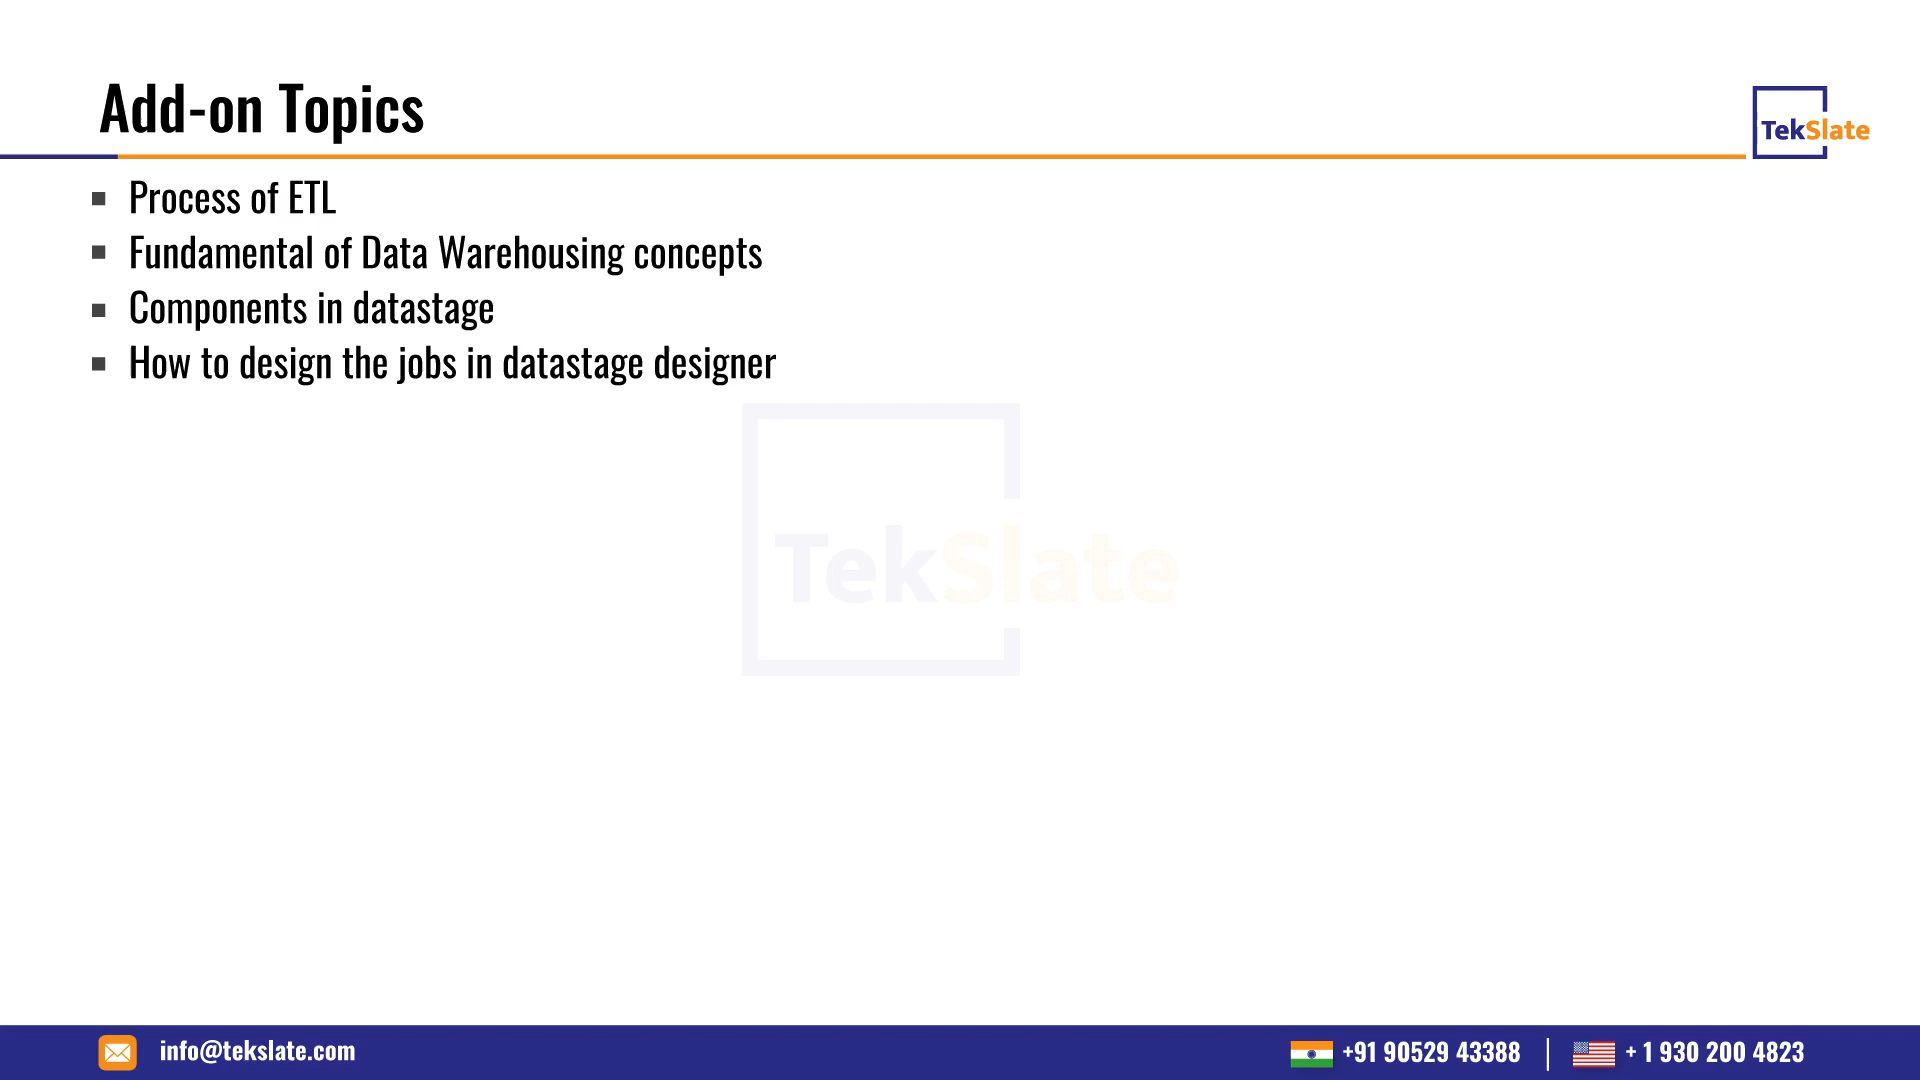 Add-on Topics
TekSlate
Process of ETL
Fundamental of Data Warehousing concepts
Components in datastage
How to design the jobs in datastage designer
TekSlate
info@tekslate.com
+91 90529 43388
+ 1 930 200 4823